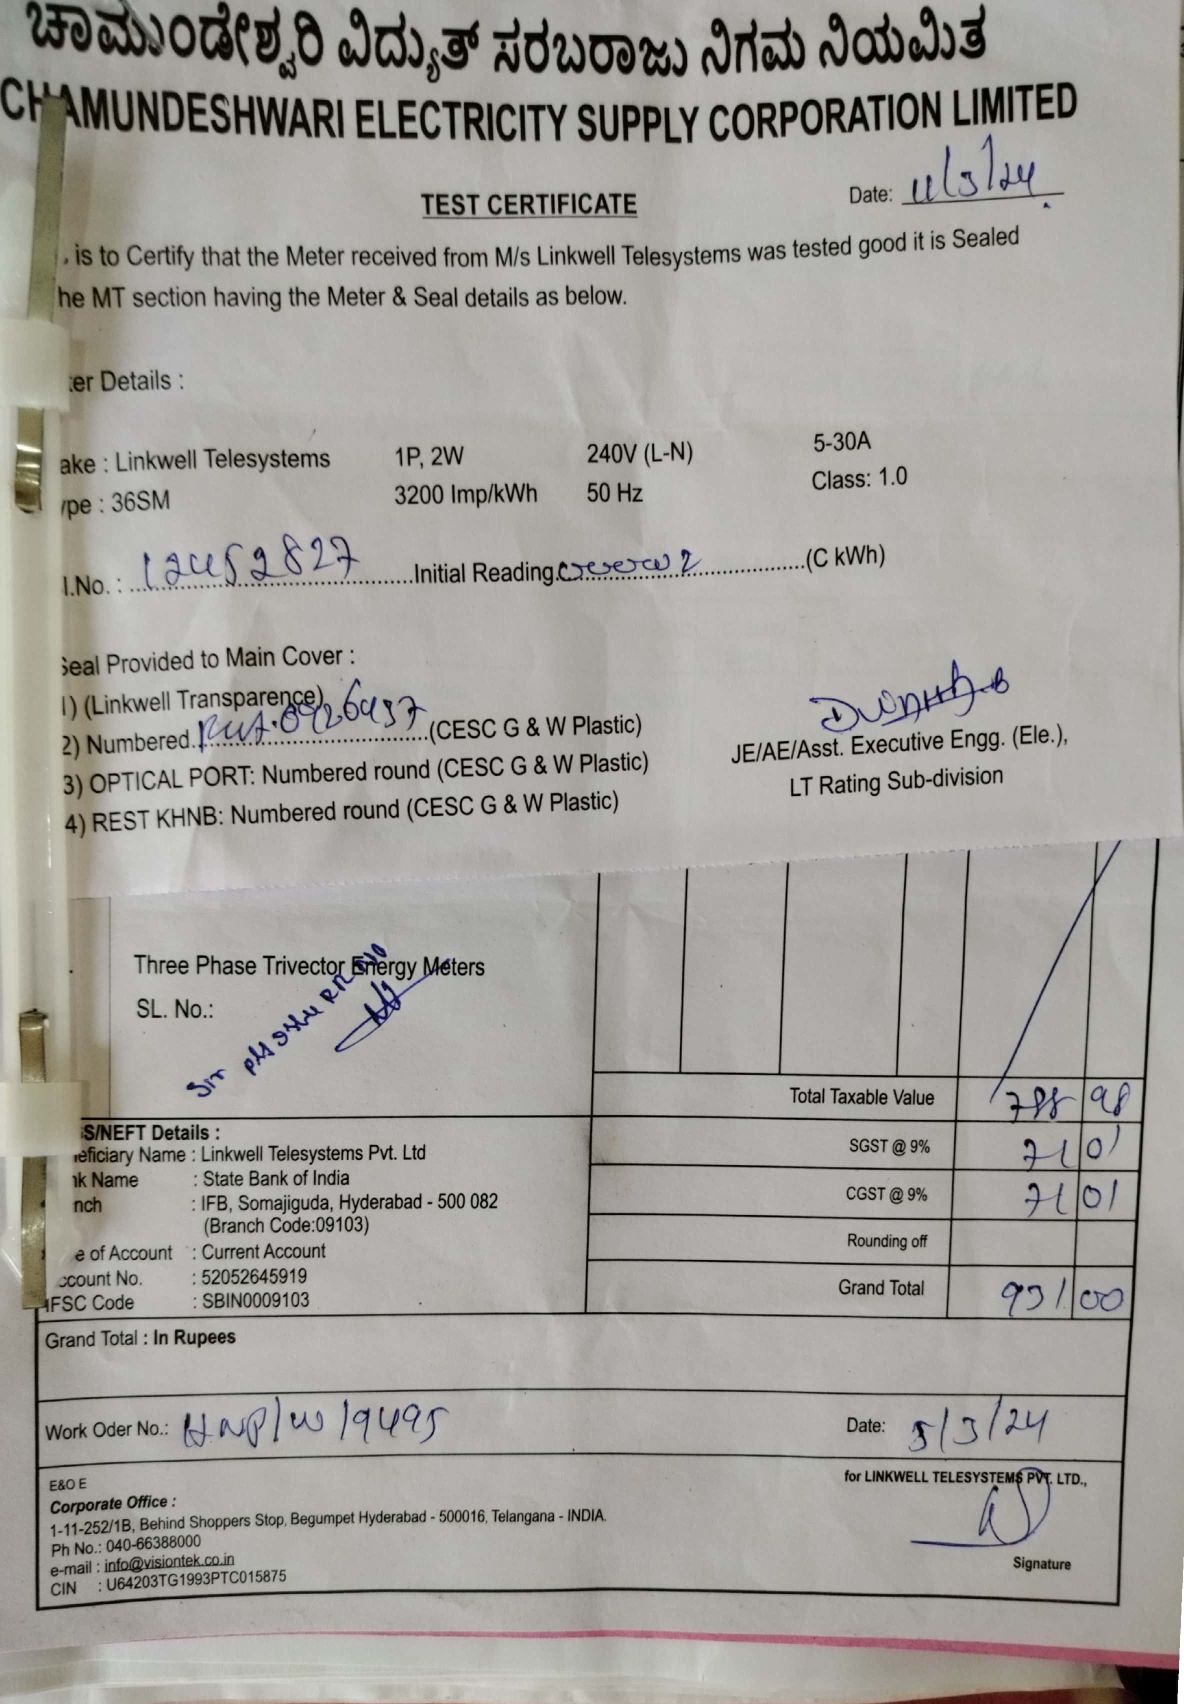 ಚಾಮುಂಡೇಶ್ವರಿ ವಿದ್ಯುತ್ ಸರಬರಾಜು ನಿಗಮ ನಿಯಮಿತ
CHAMUNDESHWARI ELECTRICITY SUPPLY CORPORATION LIMITED
TEST CERTIFICATE
Date: 11/3/24
is to Certify that the Meter received from M/s Linkwell Telesystems was tested good it is Sealed
he MT section having the Meter & Seal details as below.
ter Details :
ake : Linkwell Telesystems 1P, 2W 240V (L-N) 5-30A
ype : 36SM 3200 Imp/kWh 50 Hz Class: 1.0
l.No. : 12452827 Initial Reading. (C kWh)
Seal Provided to Main Cover :
1) (Linkwell Transparence)
2) Numbered. (CESC G & W Plastic)
3) OPTICAL PORT: Numbered round (CESC G & W Plastic)
4) REST KHNB: Numbered round (CESC G & W Plastic)
JE/AE/Asst. Executive Engg. (Ele.),
LT Rating Sub-division
Three Phase Trivector Energy Meters
SL. No.:
Total Taxable Value 788 98
SGST @ 9% 71 01
CGST @ 9% 71 01
Rounding off
Grand Total 931 00
S/NEFT Details :
eficiary Name : Linkwell Telesystems Pvt. Ltd
nk Name : State Bank of India
nch : IFB, Somajiguda, Hyderabad - 500 082
(Branch Code:09103)
e of Account : Current Account
ccount No. : 52052645919
IFSC Code : SBIN0009103
Grand Total : In Rupees
Work Oder No.: HNP/W/9495 Date: 5/3/24
E&O E
Corporate Office :
1-11-252/1B, Behind Shoppers Stop, Begumpet Hyderabad - 500016, Telangana - INDIA.
Ph No.: 040-66388000
e-mail : info@visiontek.co.in
CIN : U64203TG1993PTC015875
for LINKWELL TELESYSTEMS PVT. LTD.,
Signature